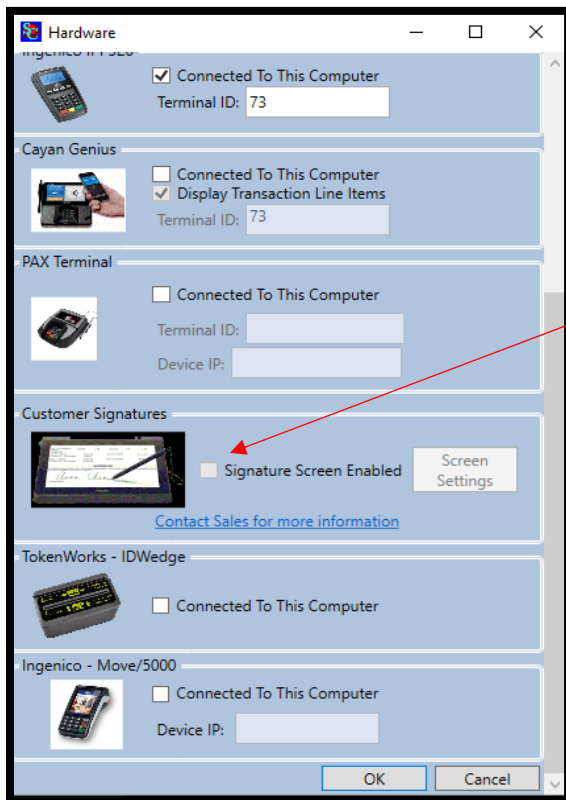 Hardware
Connected To This Computer
Terminal ID: 73
Cayan Genius
Connected To This Computer
Display Transaction Line Items
Terminal ID: 73
PAX Terminal
Connected To This Computer
Terminal ID:
Device IP:
Customer Signatures
Signature Screen Enabled
Screen
Settings
Contact Sales for more information
TokenWorks - IDWedge
Connected To This Computer
Ingenico - Move/5000
Connected To This Computer
Device IP:
OK Cancel